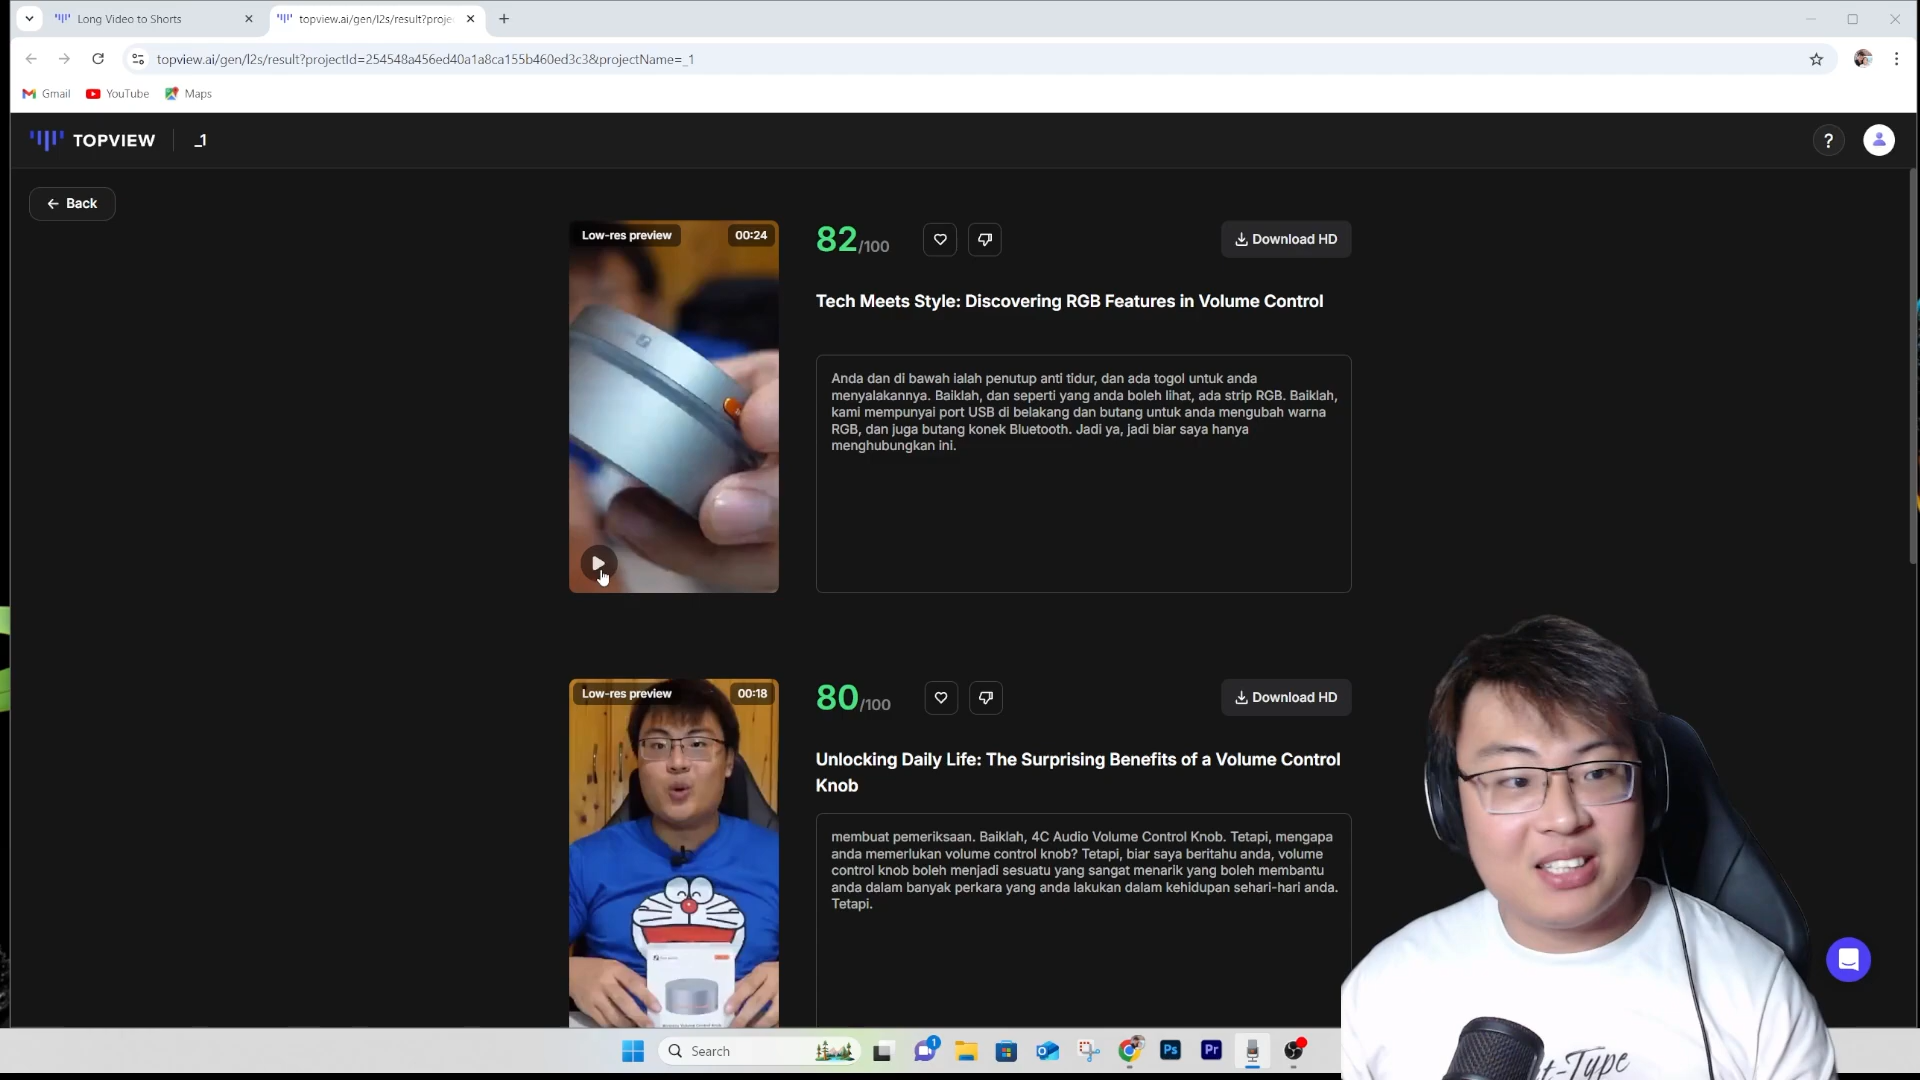 Long Video to Shorts
topview.ai/gen/l2s/result?proje
topview.ai/gen/l2s/result?projectId=254548a456ed40a1a8ca155b460ed3c3&projectName=_1
Gmail
YouTube
Maps
TOPVIEW
_1
?
Back
Low-res preview
00:24
82/100
Download HD
Tech Meets Style: Discovering RGB Features in Volume Control
Anda dan di bawah ialah penutup anti tidur, dan ada togol untuk anda
menyalakannya. Baiklah, dan seperti yang anda boleh lihat, ada strip RGB. Baiklah,
kami mempunyai port USB di belakang dan butang untuk anda mengubah warna
RGB, dan juga butang konek Bluetooth. Jadi ya, jadi biar saya hanya
menghubungkan ini.
Low-res preview
00:18
80/100
Download HD
Unlocking Daily Life: The Surprising Benefits of a Volume Control
Knob
membuat pemeriksaan. Baiklah, 4C Audio Volume Control Knob. Tetapi, mengapa
anda memerlukan volume control knob? Tetapi, biar saya beritahu anda, volume
control knob boleh menjadi sesuatu yang sangat menarik yang boleh membantu
anda dalam banyak perkara yang anda lakukan dalam kehidupan sehari-hari anda.
Tetapi.
Search
1
Ps
Pr
t-Type